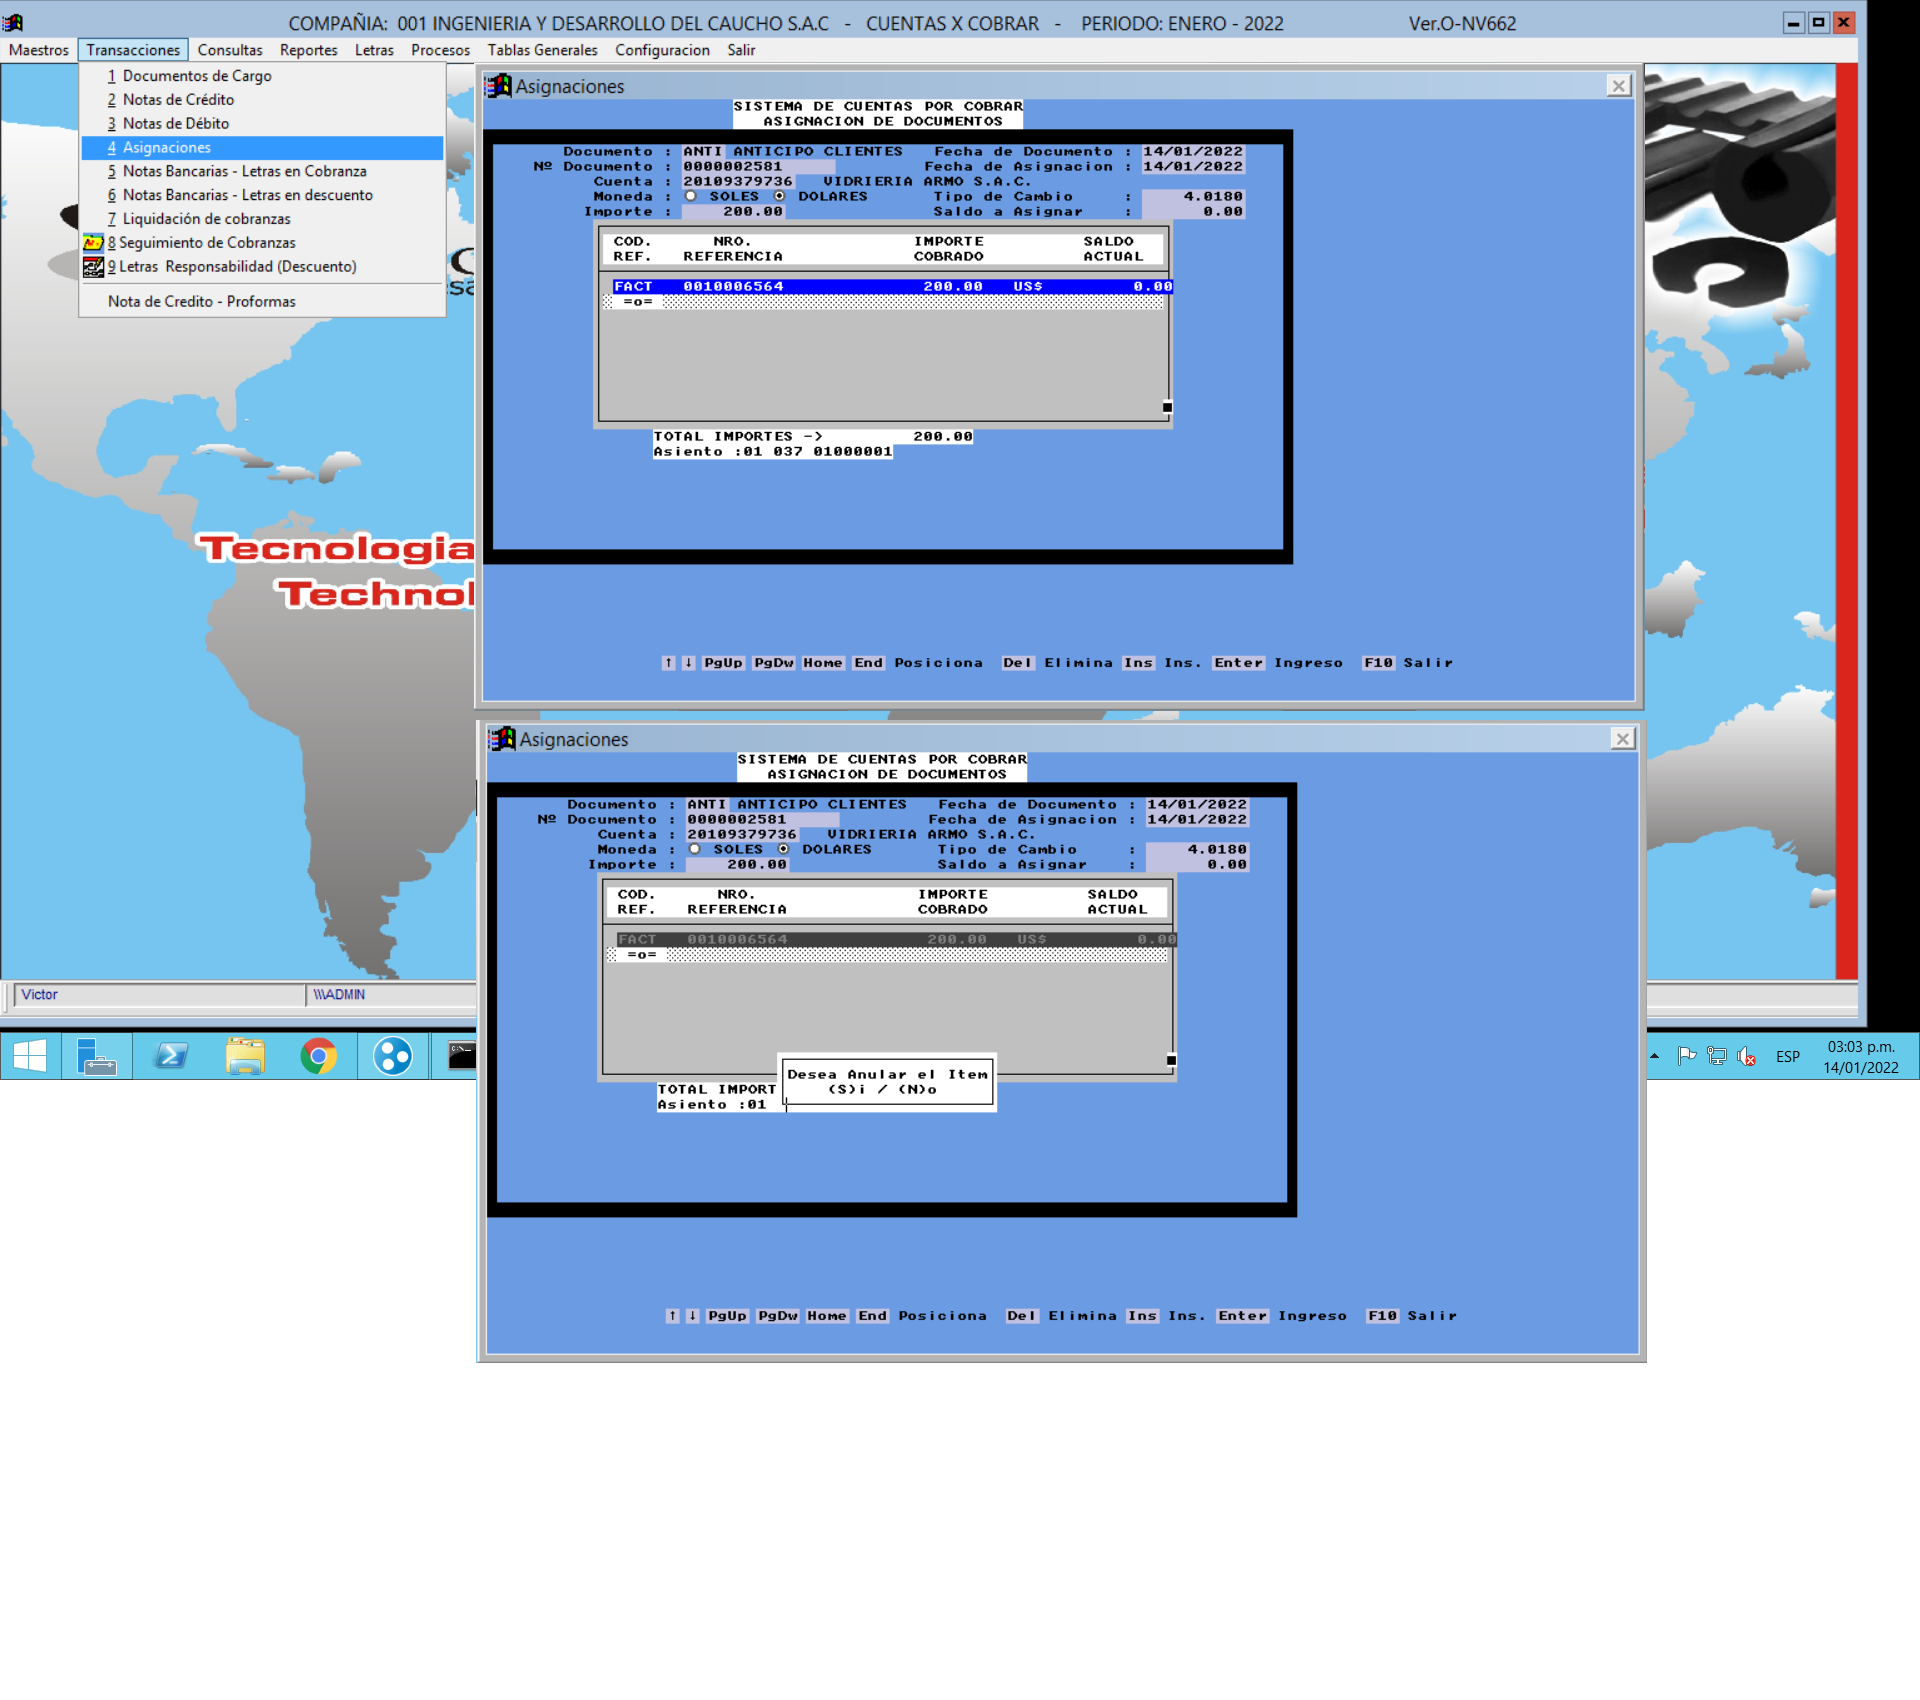 COMPAÑIA:  001 INGENIERIA Y DESARROLLO DEL CAUCHO S.A.C   -   CUENTAS X COBRAR   -    PERIODO: ENERO - 2022    Ver.O-NV662
Maestros Transacciones Consultas Reportes Letras Procesos Tablas Generales Configuracion Salir
1 Documentos de Cargo
2 Notas de Crédito
3 Notas de Débito
4 Asignaciones
5 Notas Bancarias - Letras en Cobranza
6 Notas Bancarias - Letras en descuento
7 Liquidación de cobranzas
8 Seguimiento de Cobranzas
9 Letras  Responsabilidad (Descuento)
Nota de Credito - Proformas
Tecnologia
Technol
Asignaciones
SISTEMA DE CUENTAS POR COBRAR
ASIGNACION DE DOCUMENTOS
Documento : ANTI ANTICIPO CLIENTES   Fecha de Documento : 14/01/2022
Nº Documento : 0000002581   Fecha de Asignacion : 14/01/2022
Cuenta : 20109379736   VIDRIERIA ARMO S.A.C.
Moneda : SOLES   DOLARES   Tipo de Cambio : 4.0180
Importe : 200.00   Saldo a Asignar : 0.00
COD. NRO. IMPORTE SALDO
REF. REFERENCIA COBRADO ACTUAL
FACT 0010006564 200.00 US$ 0.00
=o=
TOTAL IMPORTES -> 200.00
Asiento :01 037 01000001
↑ ↓ PgUp PgDw Home End Posiciona Del Elimina Ins Ins. Enter Ingreso F10 Salir
Asignaciones
SISTEMA DE CUENTAS POR COBRAR
ASIGNACION DE DOCUMENTOS
Documento : ANTI ANTICIPO CLIENTES   Fecha de Documento : 14/01/2022
Nº Documento : 0000002581   Fecha de Asignacion : 14/01/2022
Cuenta : 20109379736   VIDRIERIA ARMO S.A.C.
Moneda : SOLES   DOLARES   Tipo de Cambio : 4.0180
Importe : 200.00   Saldo a Asignar : 0.00
COD. NRO. IMPORTE SALDO
REF. REFERENCIA COBRADO ACTUAL
FACT 0010006564 200.00 US$ 0.00
=o=
Desea Anular el Item
(S)i / (N)o
TOTAL IMPORT
Asiento :01
↑ ↓ PgUp PgDw Home End Posiciona Del Elimina Ins Ins. Enter Ingreso F10 Salir
Victor \\\ADMIN
ESP 03:03 p.m.
14/01/2022